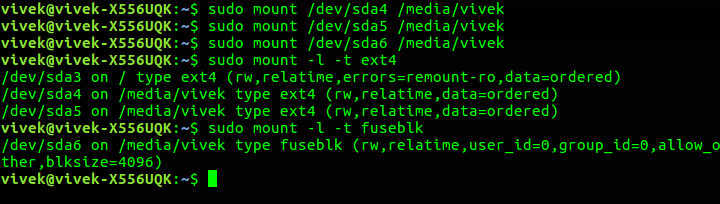 vivek@vivek-X556UQK:~$ sudo mount /dev/sda4 /media/vivek
vivek@vivek-X556UQK:~$ sudo mount /dev/sda5 /media/vivek
vivek@vivek-X556UQK:~$ sudo mount /dev/sda6 /media/vivek
vivek@vivek-X556UQK:~$ sudo mount -l -t ext4
/dev/sda3 on / type ext4 (rw,relatime,errors=remount-ro,data=ordered)
/dev/sda4 on /media/vivek type ext4 (rw,relatime,data=ordered)
/dev/sda5 on /media/vivek type ext4 (rw,relatime,data=ordered)
vivek@vivek-X556UQK:~$ sudo mount -l -t fuseblk
/dev/sda6 on /media/vivek type fuseblk (rw,relatime,user_id=0,group_id=0,allow_o
ther,blksize=4096)
vivek@vivek-X556UQK:~$